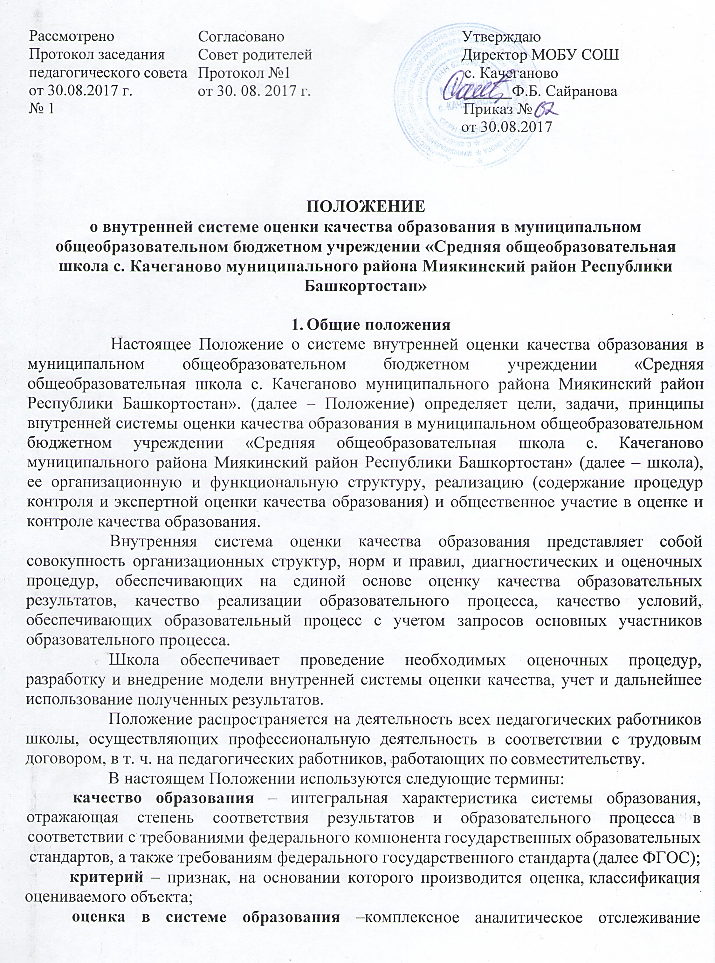 Рассмотрено
Протокол заседания
педагогического совета
от 30.08.2017 г.
№ 1
Согласовано
Совет родителей
Протокол №1
от 30. 08. 2017 г.
Утверждаю
Директор МОБУ СОШ
с. Качеганово
Ф.Б. Сайранова
Приказ № 62
от 30.08.2017
ПОЛОЖЕНИЕ
о внутренней системе оценки качества образования в муниципальном
общеобразовательном бюджетном учреждении «Средняя общеобразовательная
школа с. Качеганово муниципального района Миякинский район Республики
Башкортостан»
1. Общие положения
Настоящее Положение о системе внутренней оценки качества образования в
муниципальном общеобразовательном бюджетном учреждении «Средняя
общеобразовательная школа с. Качеганово муниципального района Миякинский район
Республики Башкортостан». (далее – Положение) определяет цели, задачи, принципы
внутренней системы оценки качества образования в муниципальном общеобразовательном
бюджетном учреждении «Средняя общеобразовательная школа с. Качеганово
муниципального района Миякинский район Республики Башкортостан» (далее – школа),
ее организационную и функциональную структуру, реализацию (содержание процедур
контроля и экспертной оценки качества образования) и общественное участие в оценке и
контроле качества образования.
Внутренняя система оценки качества образования представляет собой
совокупность организационных структур, норм и правил, диагностических и оценочных
процедур, обеспечивающих на единой основе оценку качества образовательных
результатов, качество реализации образовательного процесса, качество условий,
обеспечивающих образовательный процесс с учетом запросов основных участников
образовательного процесса.
Школа обеспечивает проведение необходимых оценочных процедур,
разработку и внедрение модели внутренней системы оценки качества, учет и дальнейшее
использование полученных результатов.
Положение распространяется на деятельность всех педагогических работников
школы, осуществляющих профессиональную деятельность в соответствии с трудовым
договором, в т. ч. на педагогических работников, работающих по совместительству.
В настоящем Положении используются следующие термины:
качество образования – интегральная характеристика системы образования,
отражающая степень соответствия результатов и образовательного процесса в
соответствии с требованиями федерального компонента государственных образовательных
стандартов, а также требованиям федерального государственного стандарта (далее ФГОС);
критерий – признак, на основании которого производится оценка, классификация
оцениваемого объекта;
оценка в системе образования –комплексное аналитическое отслеживание